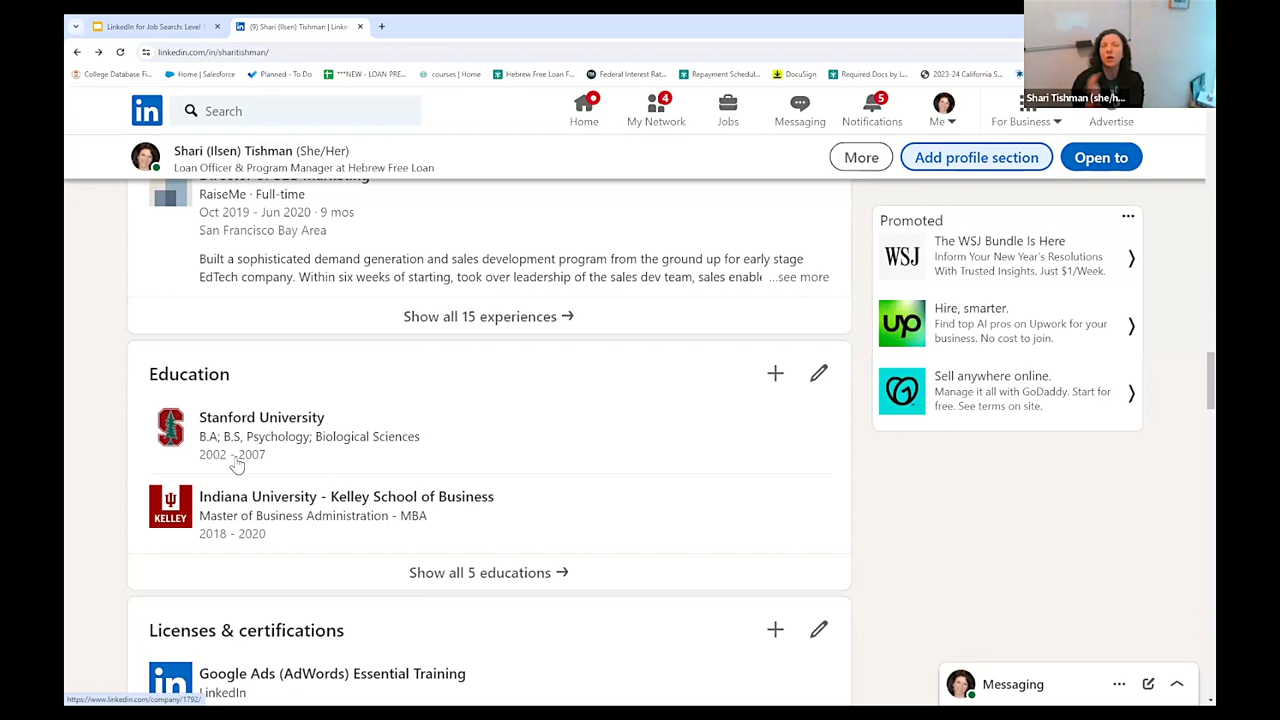 LinkedIn for Job Search: Level
(9) Shari (Ilsen) Tishman | Linke
linkedin.com/in/sharitishman/
College Database Fi...
Home | Salesforce
Planned - To Do
***NEW - LOAN PRE...
courses | Home
Hebrew Free Loan F...
Federal Interest Rat...
Repayment Schedul...
DocuSign
Required Docs by L...
2023-24 California S...
Shari Tishman (she/h...
in
Search
Home
4
My Network
Jobs
Messaging
5
Notifications
Me
For Business
Advertise
Shari (Ilsen) Tishman (She/Her)
Loan Officer & Program Manager at Hebrew Free Loan
More
Add profile section
Open to
RaiseMe · Full-time
Oct 2019 - Jun 2020 · 9 mos
San Francisco Bay Area
Built a sophisticated demand generation and sales development program from the ground up for early stage
EdTech company. Within six weeks of starting, took over leadership of the sales dev team, sales enabl ...see more
Show all 15 experiences →
Education
Stanford University
B.A; B.S, Psychology; Biological Sciences
2002 - 2007
KELLEY
Indiana University - Kelley School of Business
Master of Business Administration - MBA
2018 - 2020
Show all 5 educations →
Licenses & certifications
in
Google Ads (AdWords) Essential Training
LinkedIn
https://www.linkedin.com/company/1792/
Promoted
WSJ
The WSJ Bundle Is Here
Inform Your New Year's Resolutions
With Trusted Insights. Just $1/Week.
up
Hire, smarter.
Find top AI pros on Upwork for your
business. No cost to join.
Sell anywhere online.
Manage it all with GoDaddy. Start for
free. See terms on site.
Messaging